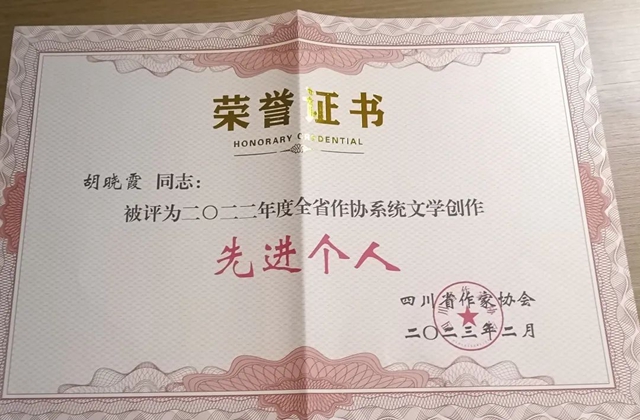 荣誉证书
HONORARY CREDENTIAL
胡晓霞 同志：
被评为二〇二二年度全省作协系统文学创作
先进个人
四川省作家协会
二〇二三年二月